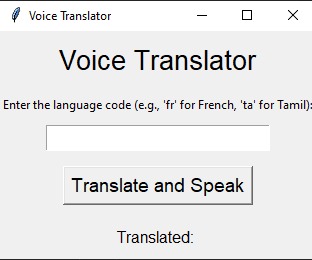 Voice Translator
Voice Translator
Enter the language code (e.g., 'fr' for French, 'ta' for Tamil):
Translate and Speak
Translated: